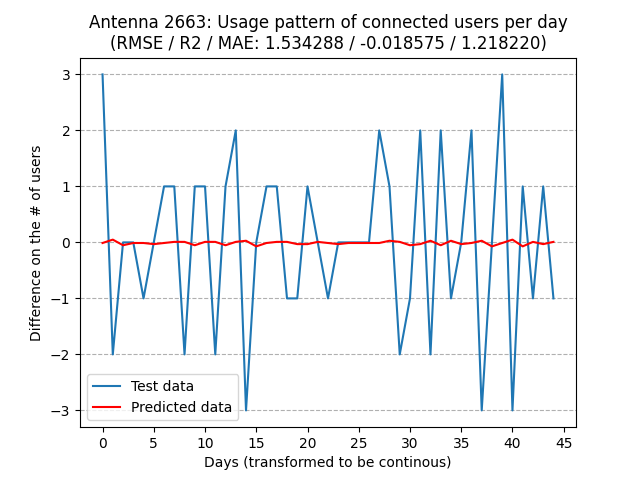 Antenna 2663: Usage pattern of connected users per day
(RMSE / R2 / MAE: 1.534288 / -0.018575 / 1.218220)
Difference on the # of users
3
2
1
0
−1
−2
−3
Test data
Predicted data
0 5 10 15 20 25 30 35 40 45
Days (transformed to be continous)